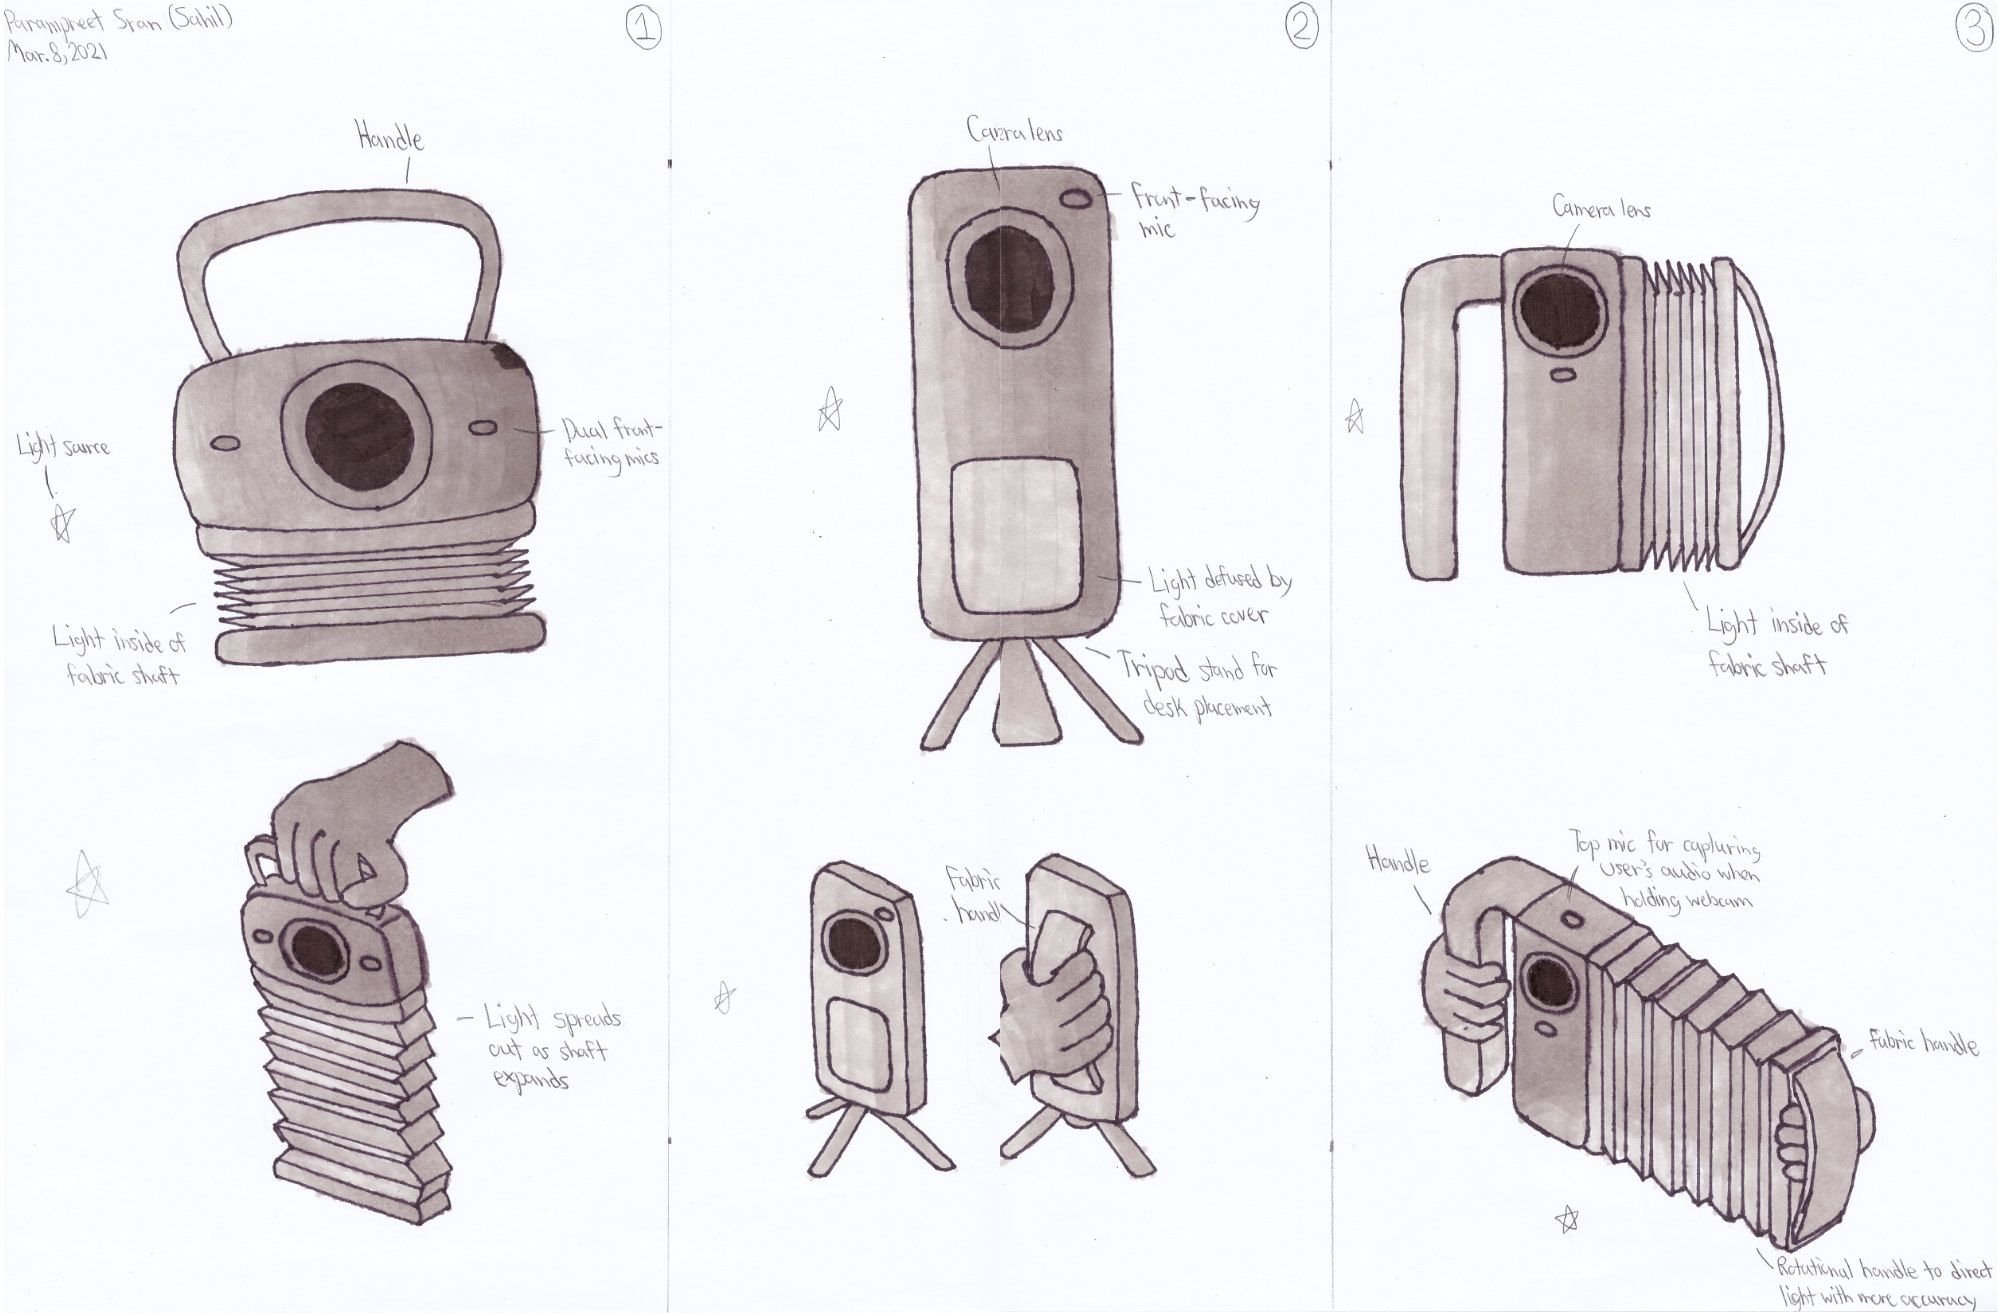 Parampreet Sran (Sahil)
Mar. 8, 2021
1
Handle
Light source
Dual front-
facing mics
Light inside of
fabric shaft
Light spreads
out as shaft
expands
2
Camera lens
Front-facing
mic
Light defused by
fabric cover
Tripod stand for
desk placement
Fabric
hand
3
Camera lens
Light inside of
fabric shaft
Handle
Top mic for capturing
user's audio when
holding webcam
Fabric handle
Rotational handle to direct
light with more accuracy